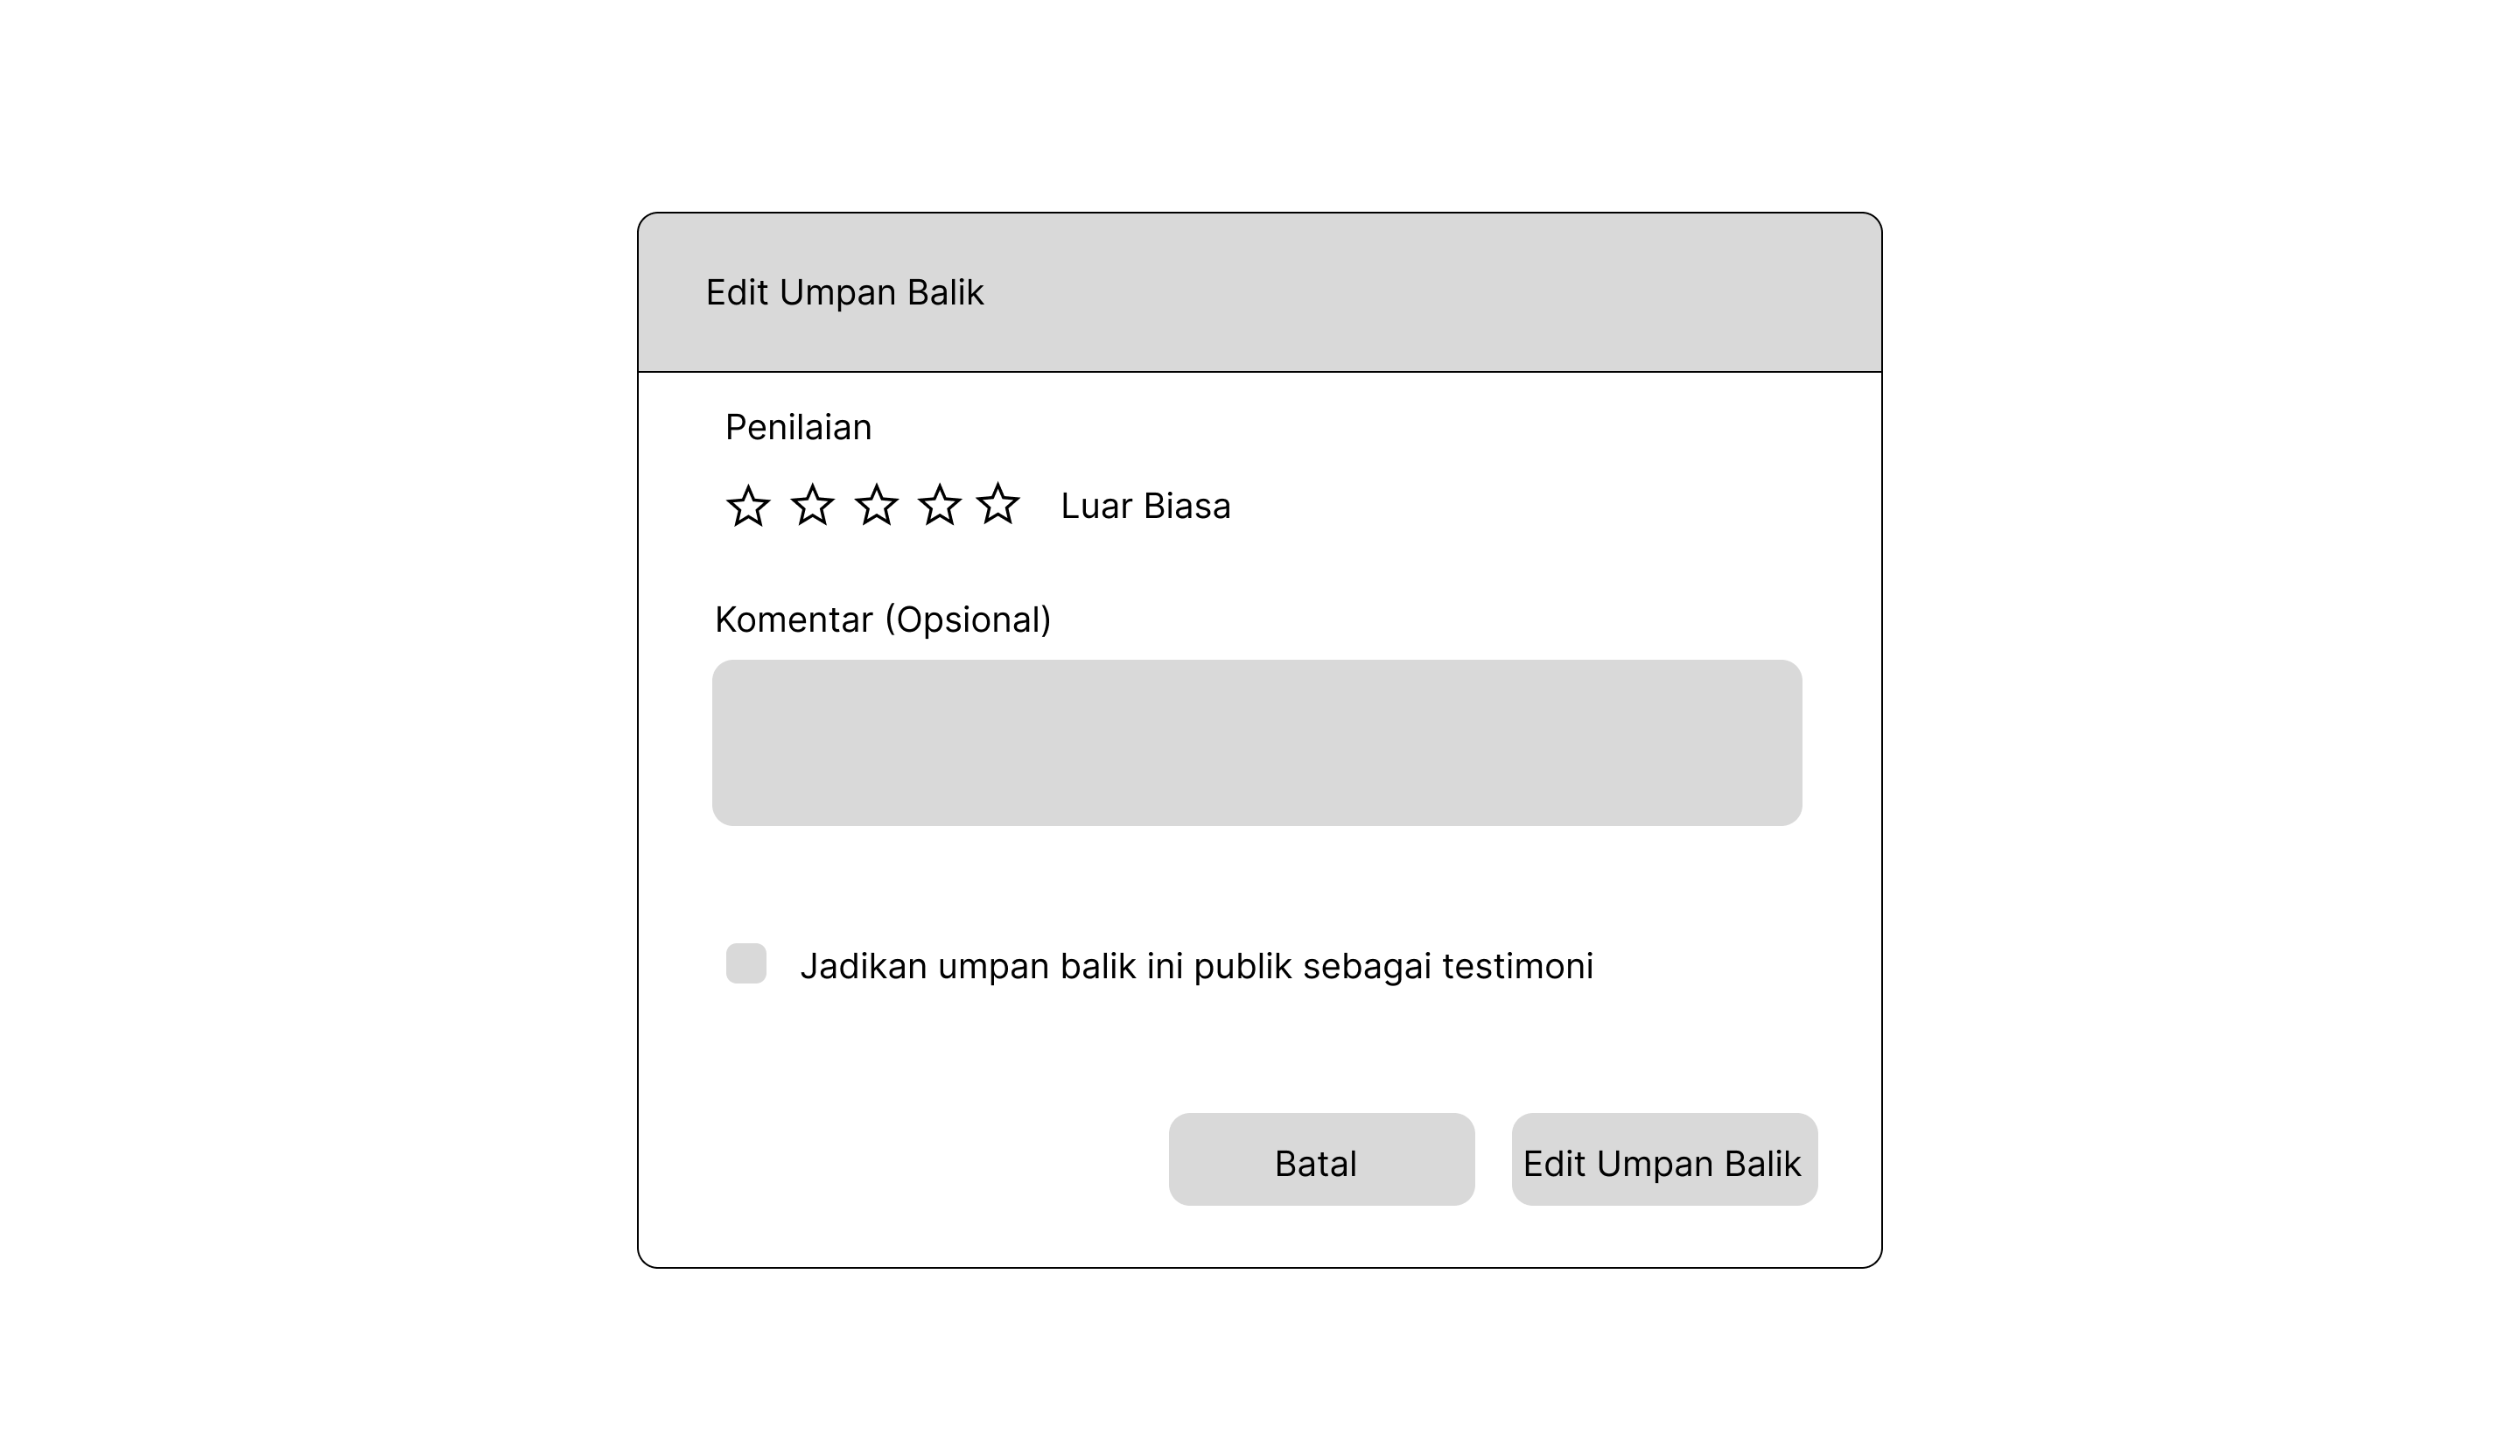 Edit Umpan Balik
Penilaian
Luar Biasa
Komentar (Opsional)
Jadikan umpan balik ini publik sebagai testimoni
Batal
Edit Umpan Balik